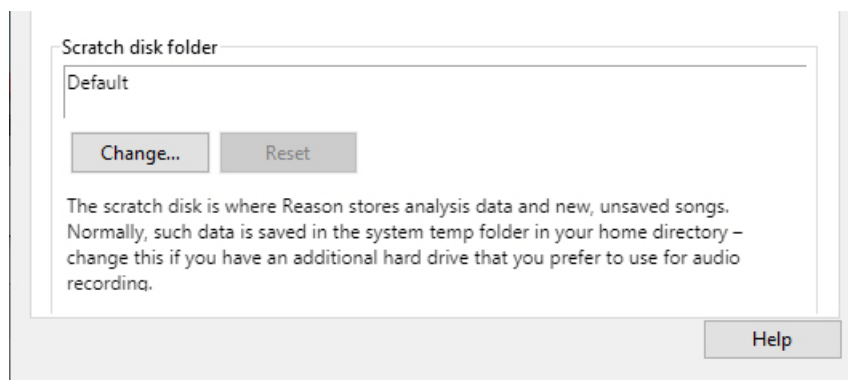 Scratch disk folder
Default
Change...
Reset
The scratch disk is where Reason stores analysis data and new, unsaved songs.
Normally, such data is saved in the system temp folder in your home directory –
change this if you have an additional hard drive that you prefer to use for audio
recording.
Help